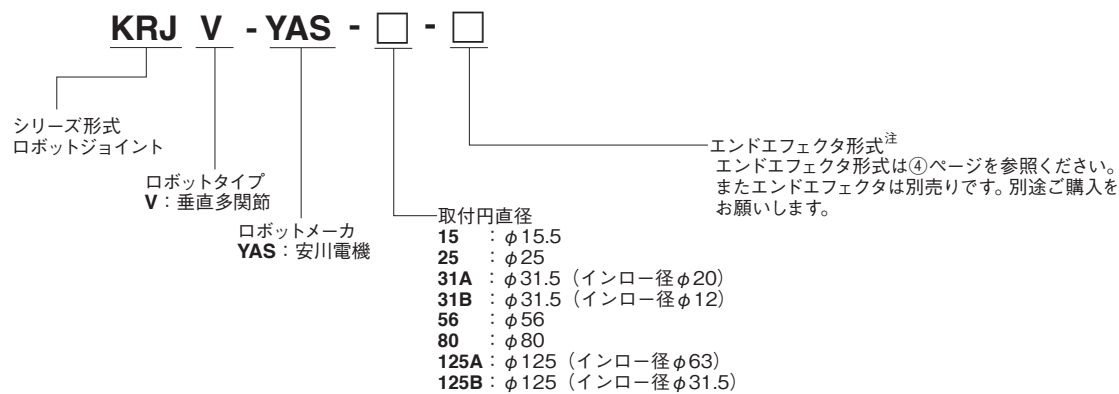 KRJ V - YAS - □ - □
シリーズ形式
ロボットジョイント
ロボットタイプ
V：垂直多関節
ロボットメーカ
YAS：安川電機
取付円直径
15 ：φ15.5
25 ：φ25
31A ：φ31.5（インロー径φ20）
31B ：φ31.5（インロー径φ12）
56 ：φ56
80 ：φ80
125A：φ125（インロー径φ63）
125B：φ125（インロー径φ31.5）
エンドエフェクタ形式注
エンドエフェクタ形式は④ページを参照ください。
またエンドエフェクタは別売りです。別途ご購入を
お願いします。